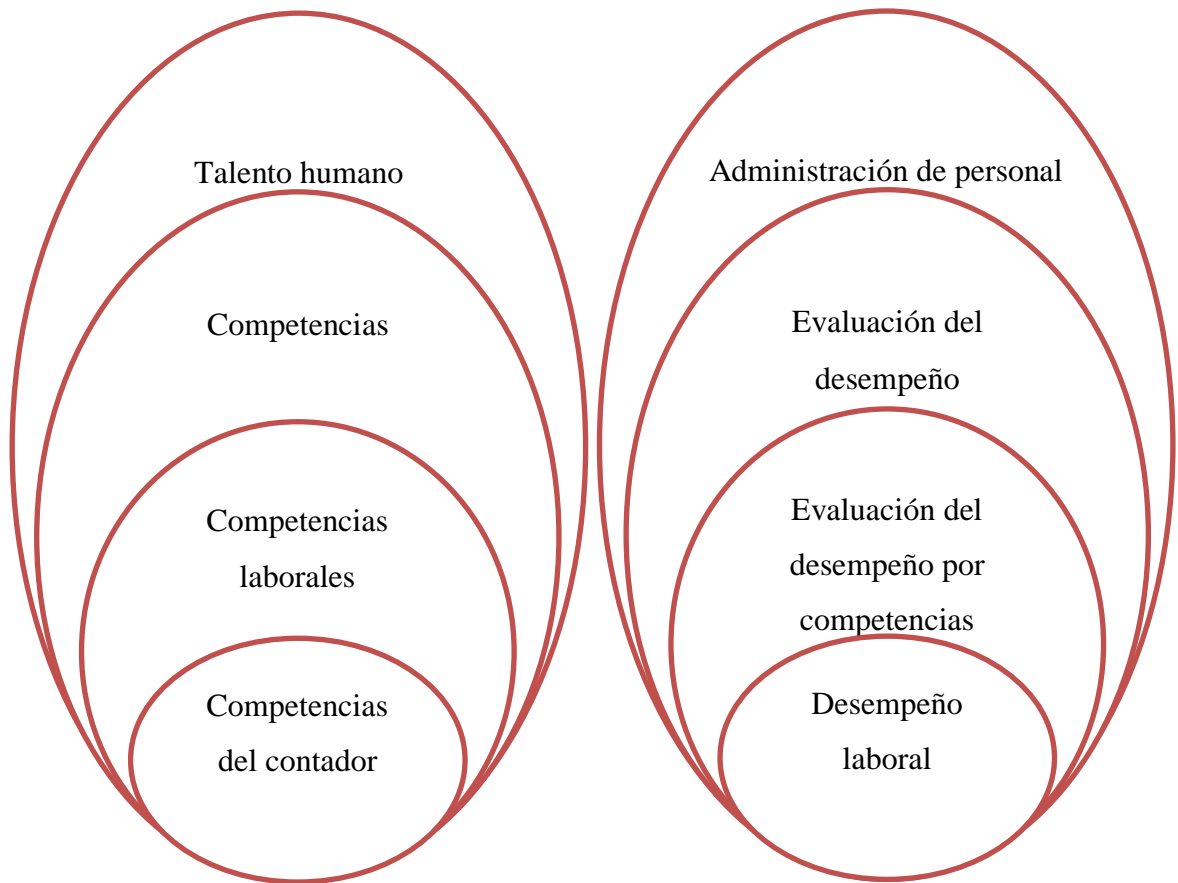 Talento humano
Competencias
Competencias
laborales
Competencias
del contador
Administración de personal
Evaluación del
desempeño
Evaluación del
desempeño por
competencias
Desempeño
laboral